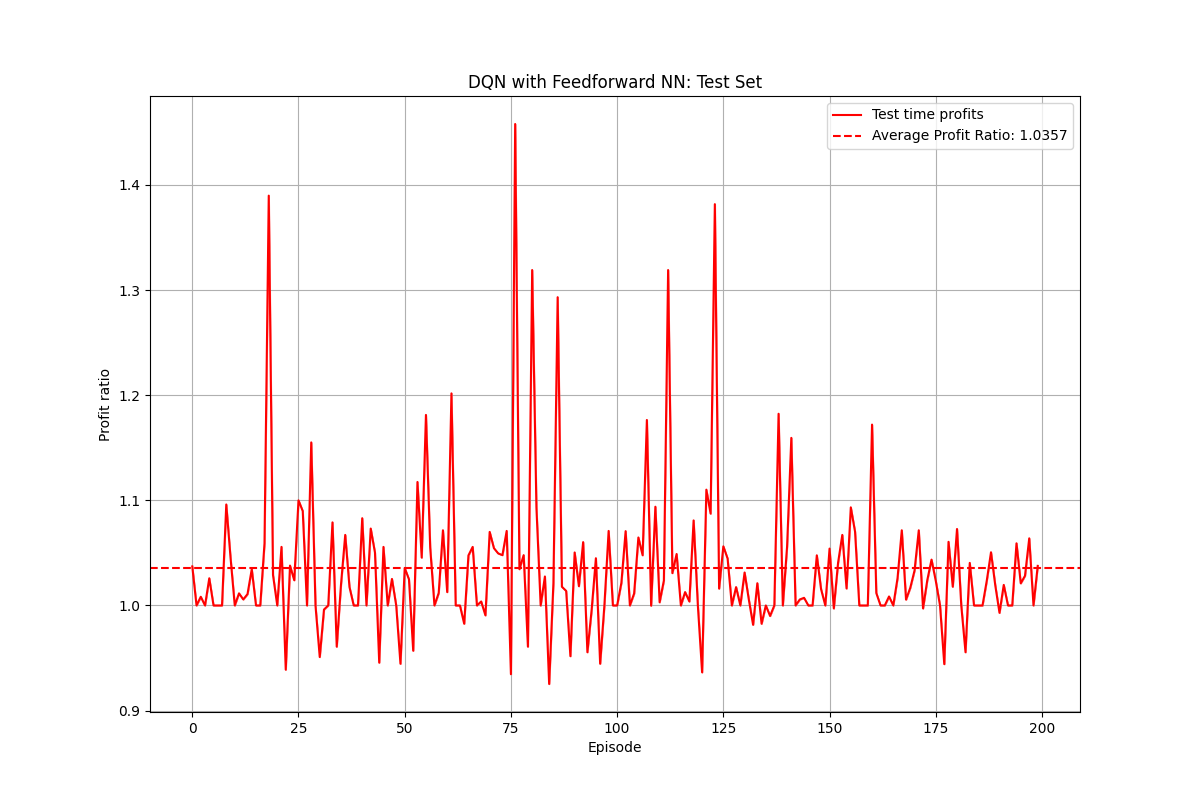 DQN with Feedforward NN: Test Set
Test time profits
Average Profit Ratio: 1.0357
Profit ratio
1.4
1.3
1.2
1.1
1.0
0.9
0 25 50 75 100 125 150 175 200
Episode